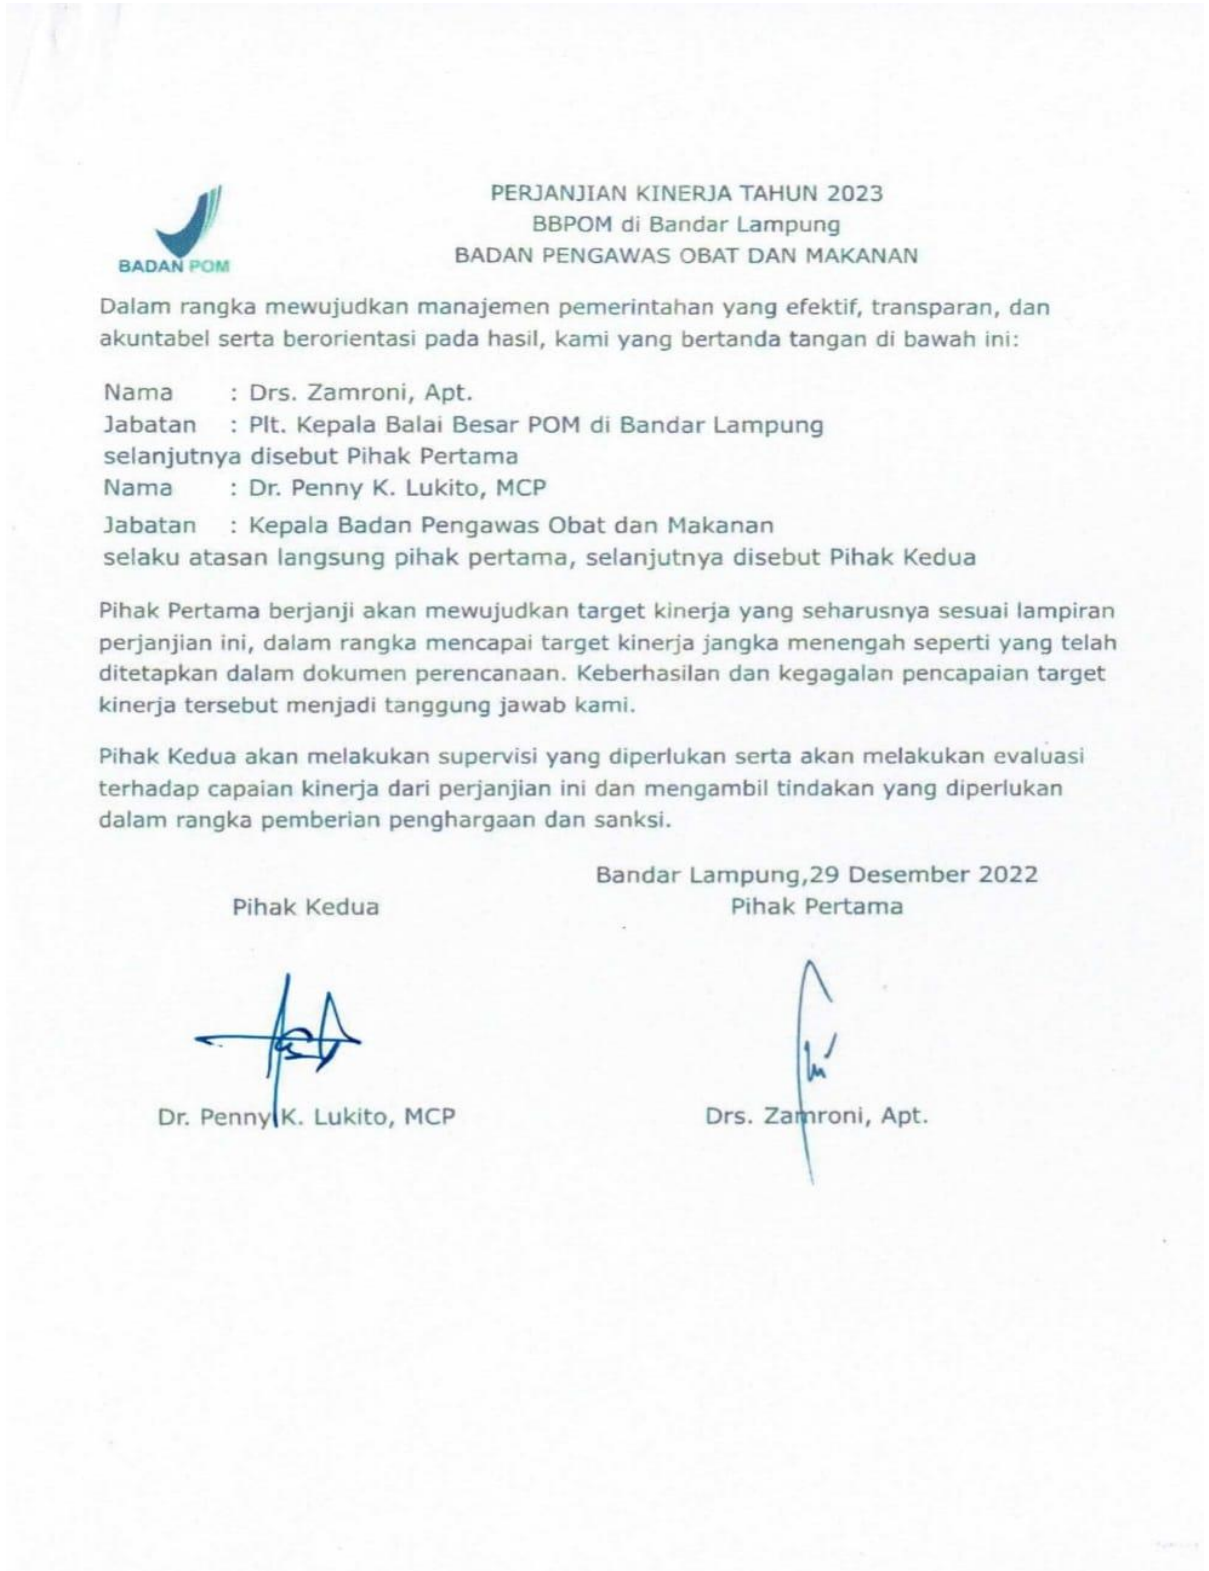 BADAN POM
PERJANJIAN KINERJA TAHUN 2023
BBPOM di Bandar Lampung
BADAN PENGAWAS OBAT DAN MAKANAN
Dalam rangka mewujudkan manajemen pemerintahan yang efektif, transparan, dan
akuntabel serta berorientasi pada hasil, kami yang bertanda tangan di bawah ini:
Nama : Drs. Zamroni, Apt.
Jabatan : Plt. Kepala Balai Besar POM di Bandar Lampung
selanjutnya disebut Pihak Pertama
Nama : Dr. Penny K. Lukito, MCP
Jabatan : Kepala Badan Pengawas Obat dan Makanan
selaku atasan langsung pihak pertama, selanjutnya disebut Pihak Kedua
Pihak Pertama berjanji akan mewujudkan target kinerja yang seharusnya sesuai lampiran
perjanjian ini, dalam rangka mencapai target kinerja jangka menengah seperti yang telah
ditetapkan dalam dokumen perencanaan. Keberhasilan dan kegagalan pencapaian target
kinerja tersebut menjadi tanggung jawab kami.
Pihak Kedua akan melakukan supervisi yang diperlukan serta akan melakukan evaluasi
terhadap capaian kinerja dari perjanjian ini dan mengambil tindakan yang diperlukan
dalam rangka pemberian penghargaan dan sanksi.
Bandar Lampung,29 Desember 2022
Pihak Kedua
Pihak Pertama
Dr. Penny K. Lukito, MCP
Drs. Zamroni, Apt.